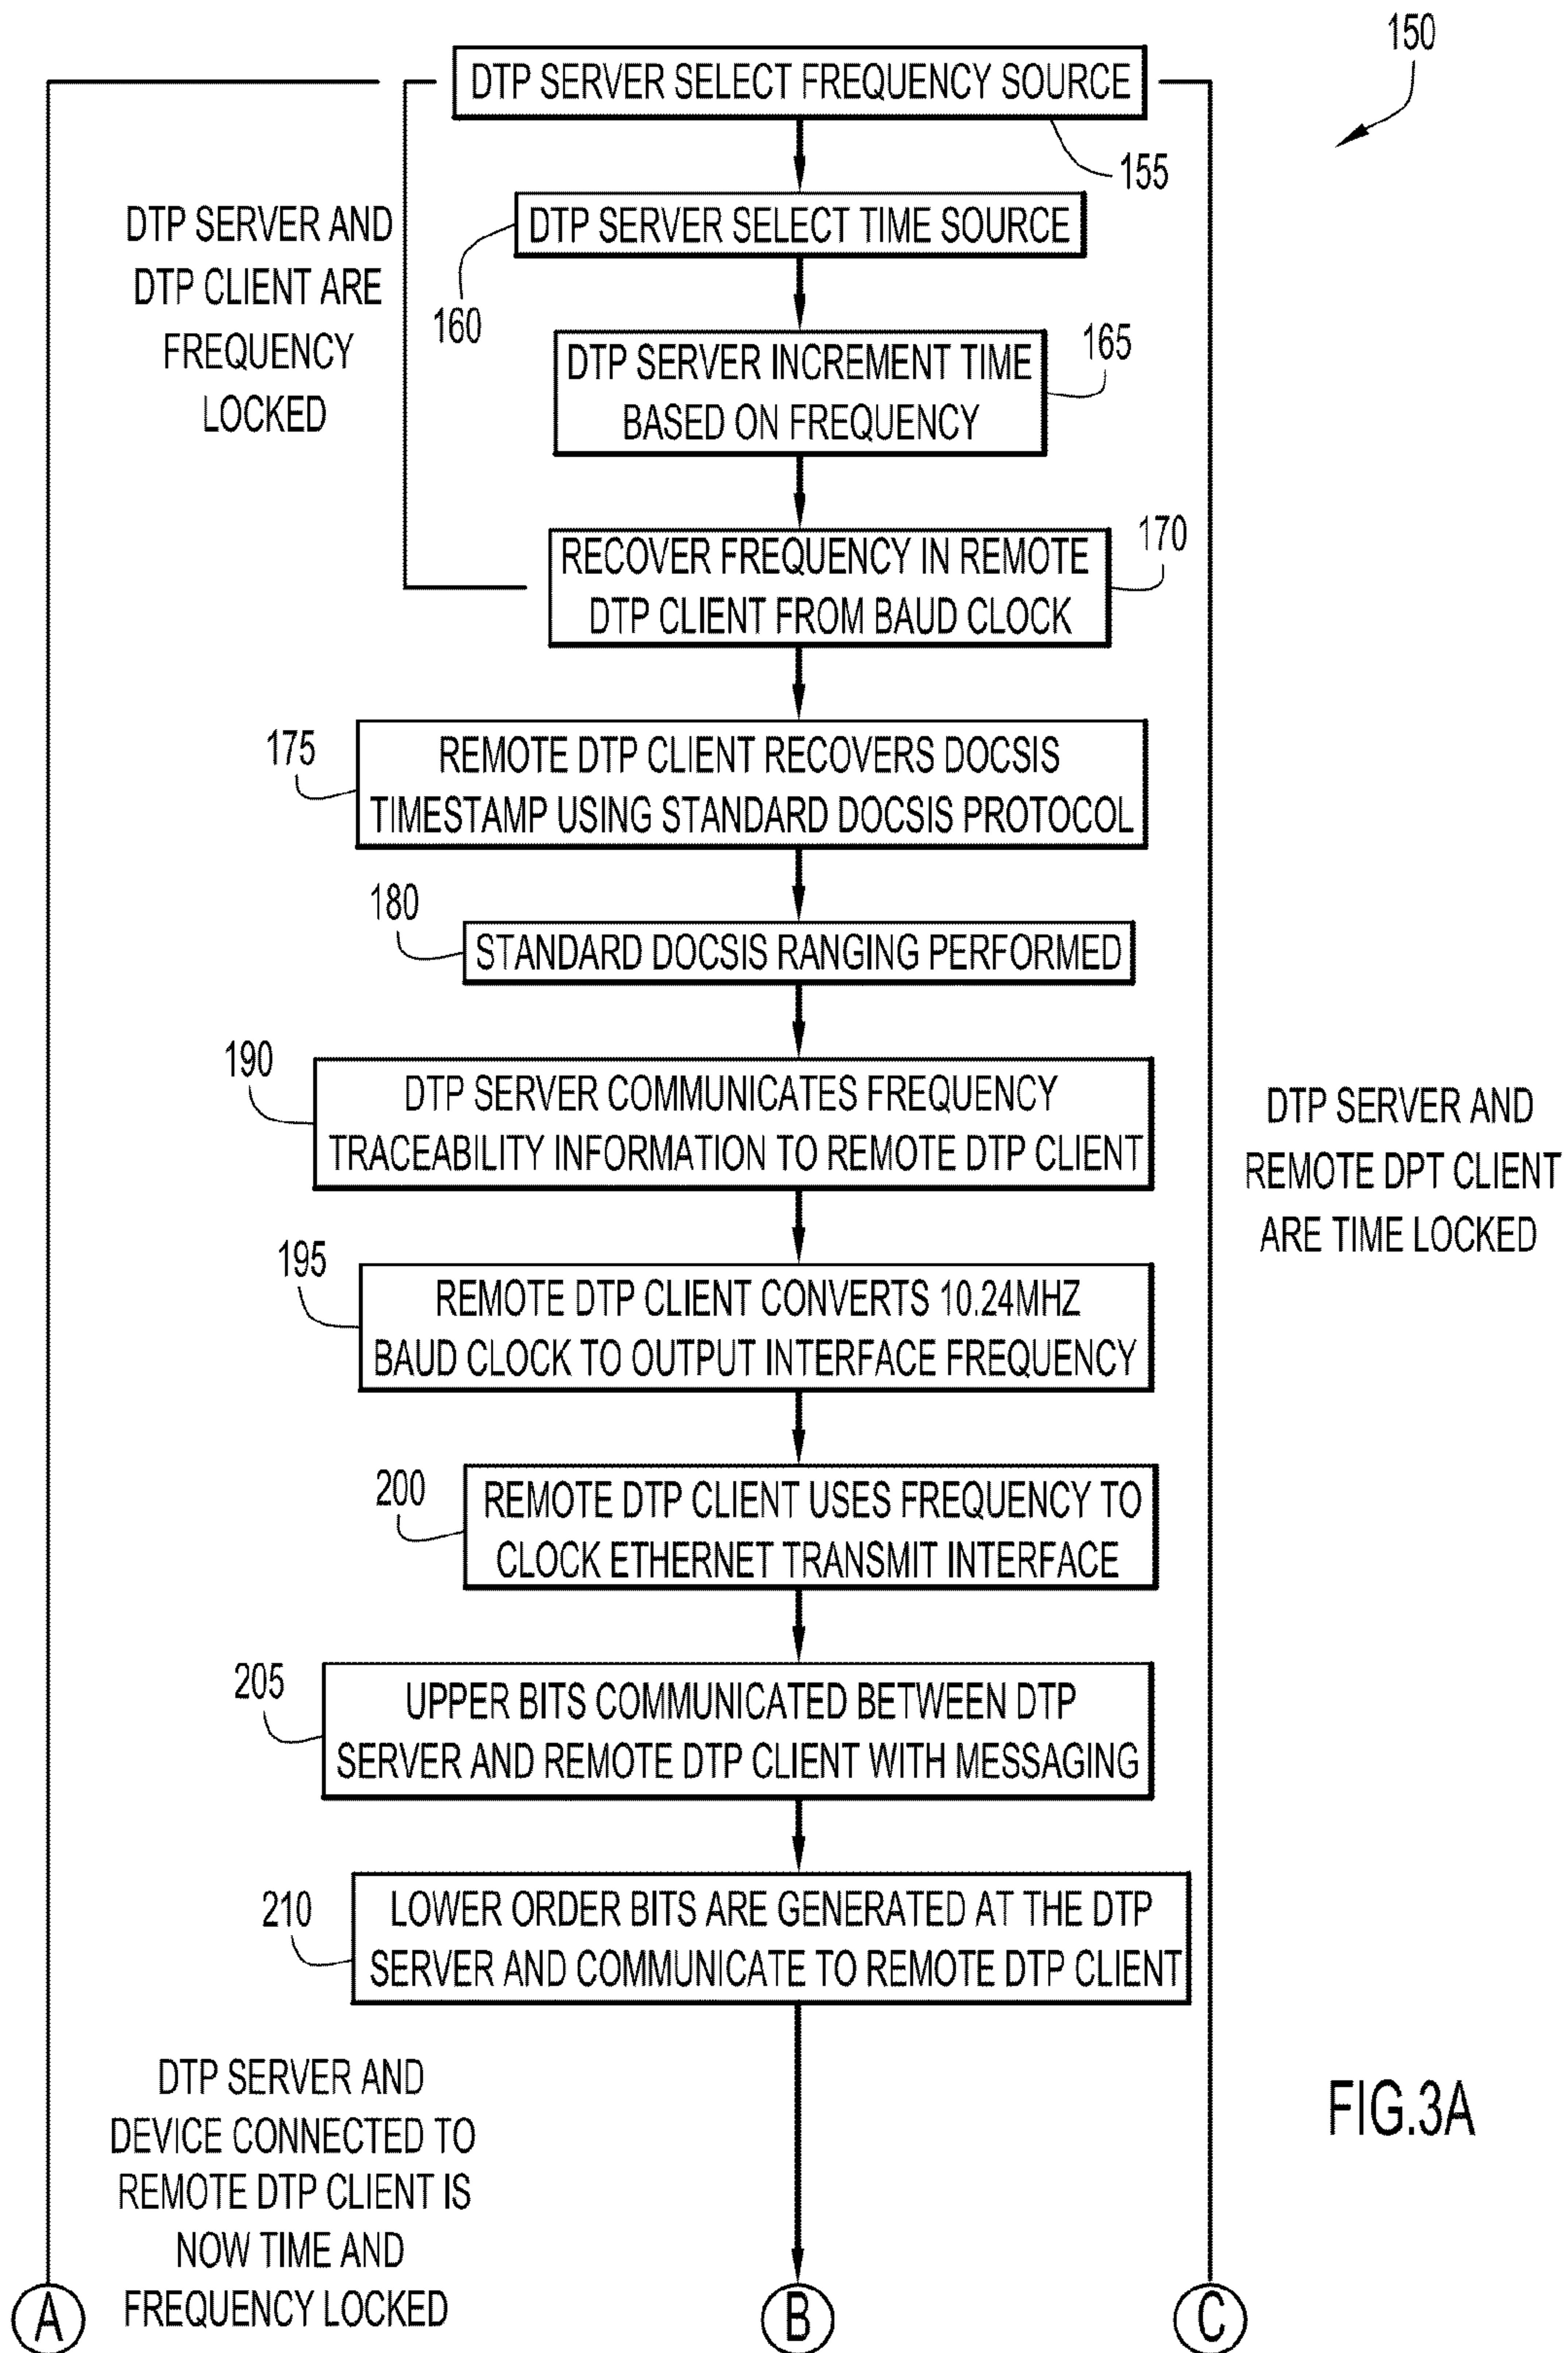 150
DTP SERVER SELECT FREQUENCY SOURCE
155
DTP SERVER SELECT TIME SOURCE
160
DTP SERVER AND
DTP CLIENT ARE
FREQUENCY
LOCKED
DTP SERVER INCREMENT TIME
BASED ON FREQUENCY
165
RECOVER FREQUENCY IN REMOTE
DTP CLIENT FROM BAUD CLOCK
170
175
REMOTE DTP CLIENT RECOVERS DOCSIS
TIMESTAMP USING STANDARD DOCSIS PROTOCOL
180
STANDARD DOCSIS RANGING PERFORMED
190
DTP SERVER COMMUNICATES FREQUENCY
TRACEABILITY INFORMATION TO REMOTE DTP CLIENT
DTP SERVER AND
REMOTE DPT CLIENT
ARE TIME LOCKED
195
REMOTE DTP CLIENT CONVERTS 10.24MHZ
BAUD CLOCK TO OUTPUT INTERFACE FREQUENCY
200
REMOTE DTP CLIENT USES FREQUENCY TO
CLOCK ETHERNET TRANSMIT INTERFACE
205
UPPER BITS COMMUNICATED BETWEEN DTP
SERVER AND REMOTE DTP CLIENT WITH MESSAGING
210
LOWER ORDER BITS ARE GENERATED AT THE DTP
SERVER AND COMMUNICATE TO REMOTE DTP CLIENT
DTP SERVER AND
DEVICE CONNECTED TO
REMOTE DTP CLIENT IS
NOW TIME AND
FREQUENCY LOCKED
FIG.3A
A
B
C